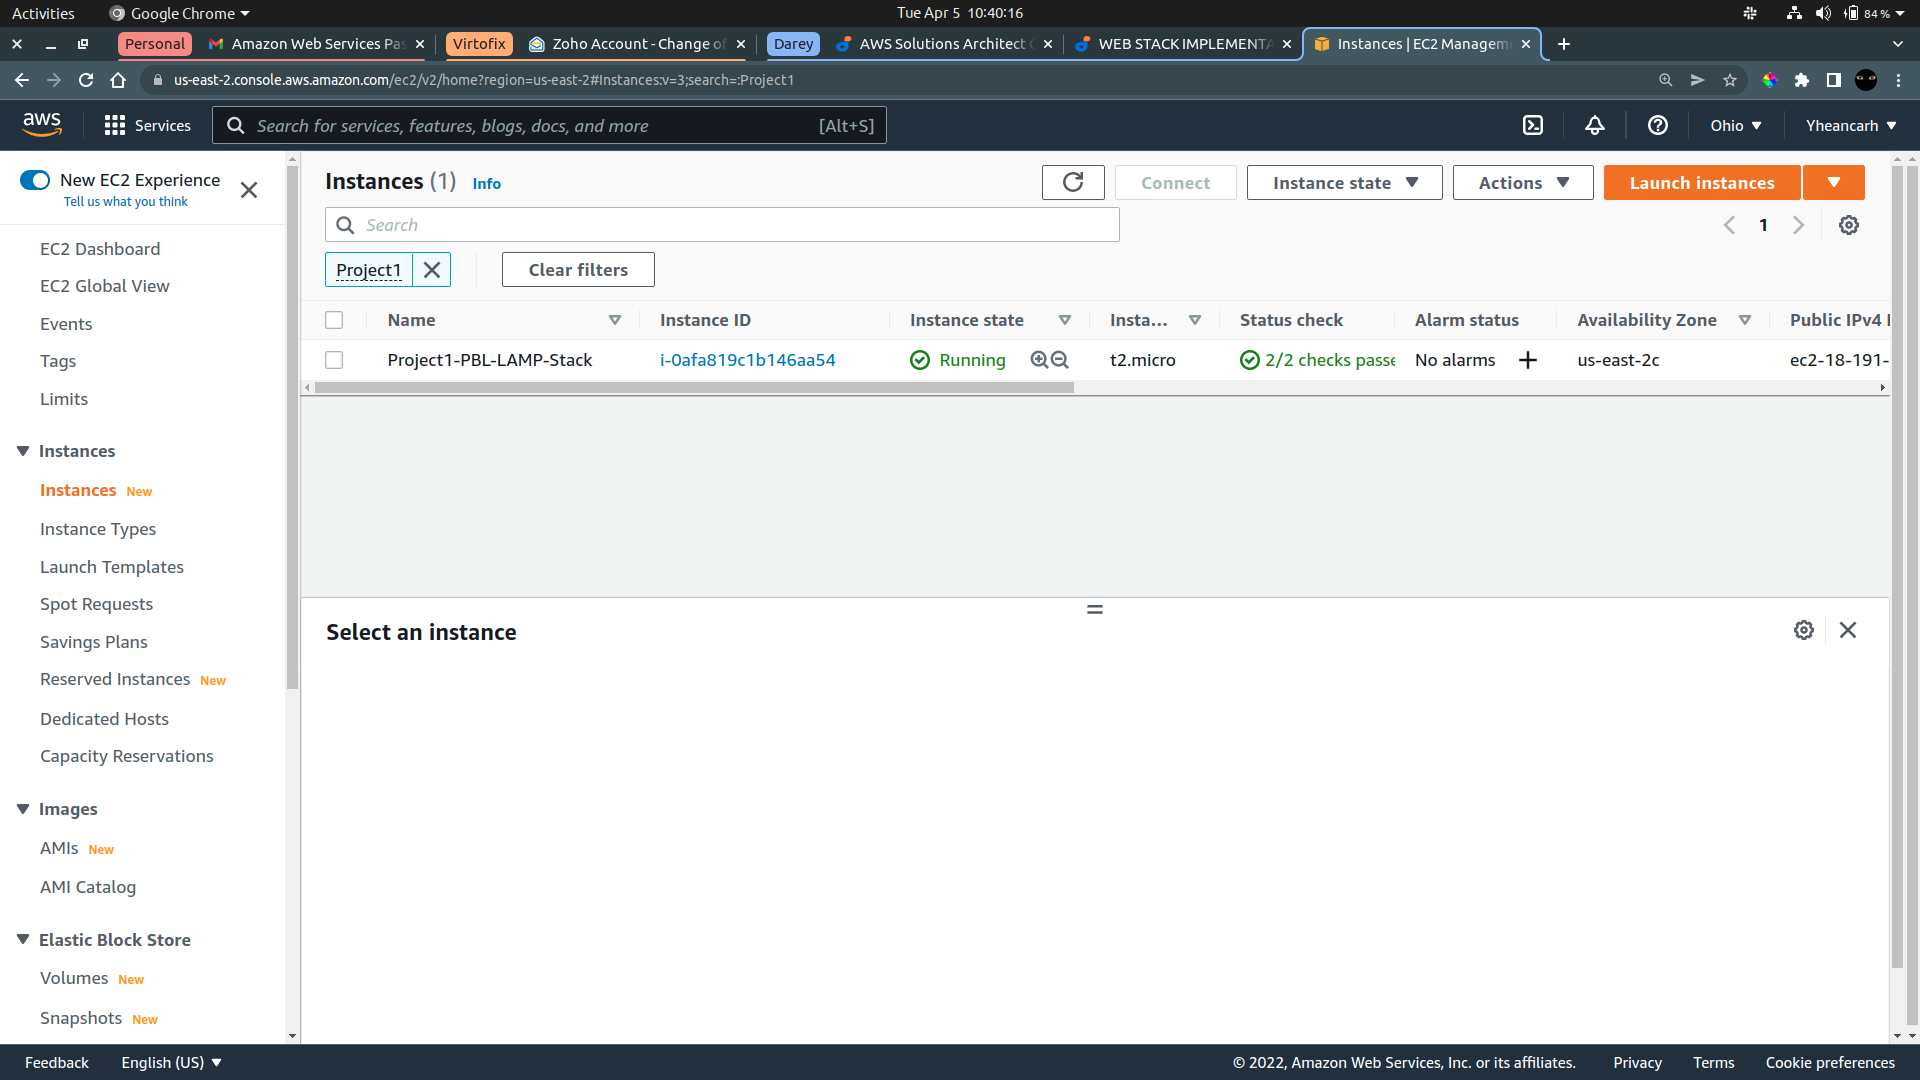 Activities Google Chrome Tue Apr 5 10:40:16 84 %
Personal Amazon Web Services Pas Virtofix Zoho Account - Change of Darey AWS Solutions Architect WEB STACK IMPLEMENTA Instances | EC2 Managem
us-east-2.console.aws.amazon.com/ec2/v2/home?region=us-east-2#Instances:v=3;search=:Project1
aws Services Search for services, features, blogs, docs, and more [Alt+S] Ohio Yheancarh
New EC2 Experience
Tell us what you think
EC2 Dashboard
EC2 Global View
Events
Tags
Limits
Instances
Instances New
Instance Types
Launch Templates
Spot Requests
Savings Plans
Reserved Instances New
Dedicated Hosts
Capacity Reservations
Images
AMIs New
AMI Catalog
Elastic Block Store
Volumes New
Snapshots New
Instances (1) Info Connect Instance state Actions Launch instances
Search 1
Project1 Clear filters
Name Instance ID Instance state Insta... Status check Alarm status Availability Zone Public IPv4
Project1-PBL-LAMP-Stack i-0afa819c1b146aa54 Running t2.micro 2/2 checks passe No alarms us-east-2c ec2-18-191-
Select an instance
Feedback English (US) © 2022, Amazon Web Services, Inc. or its affiliates. Privacy Terms Cookie preferences